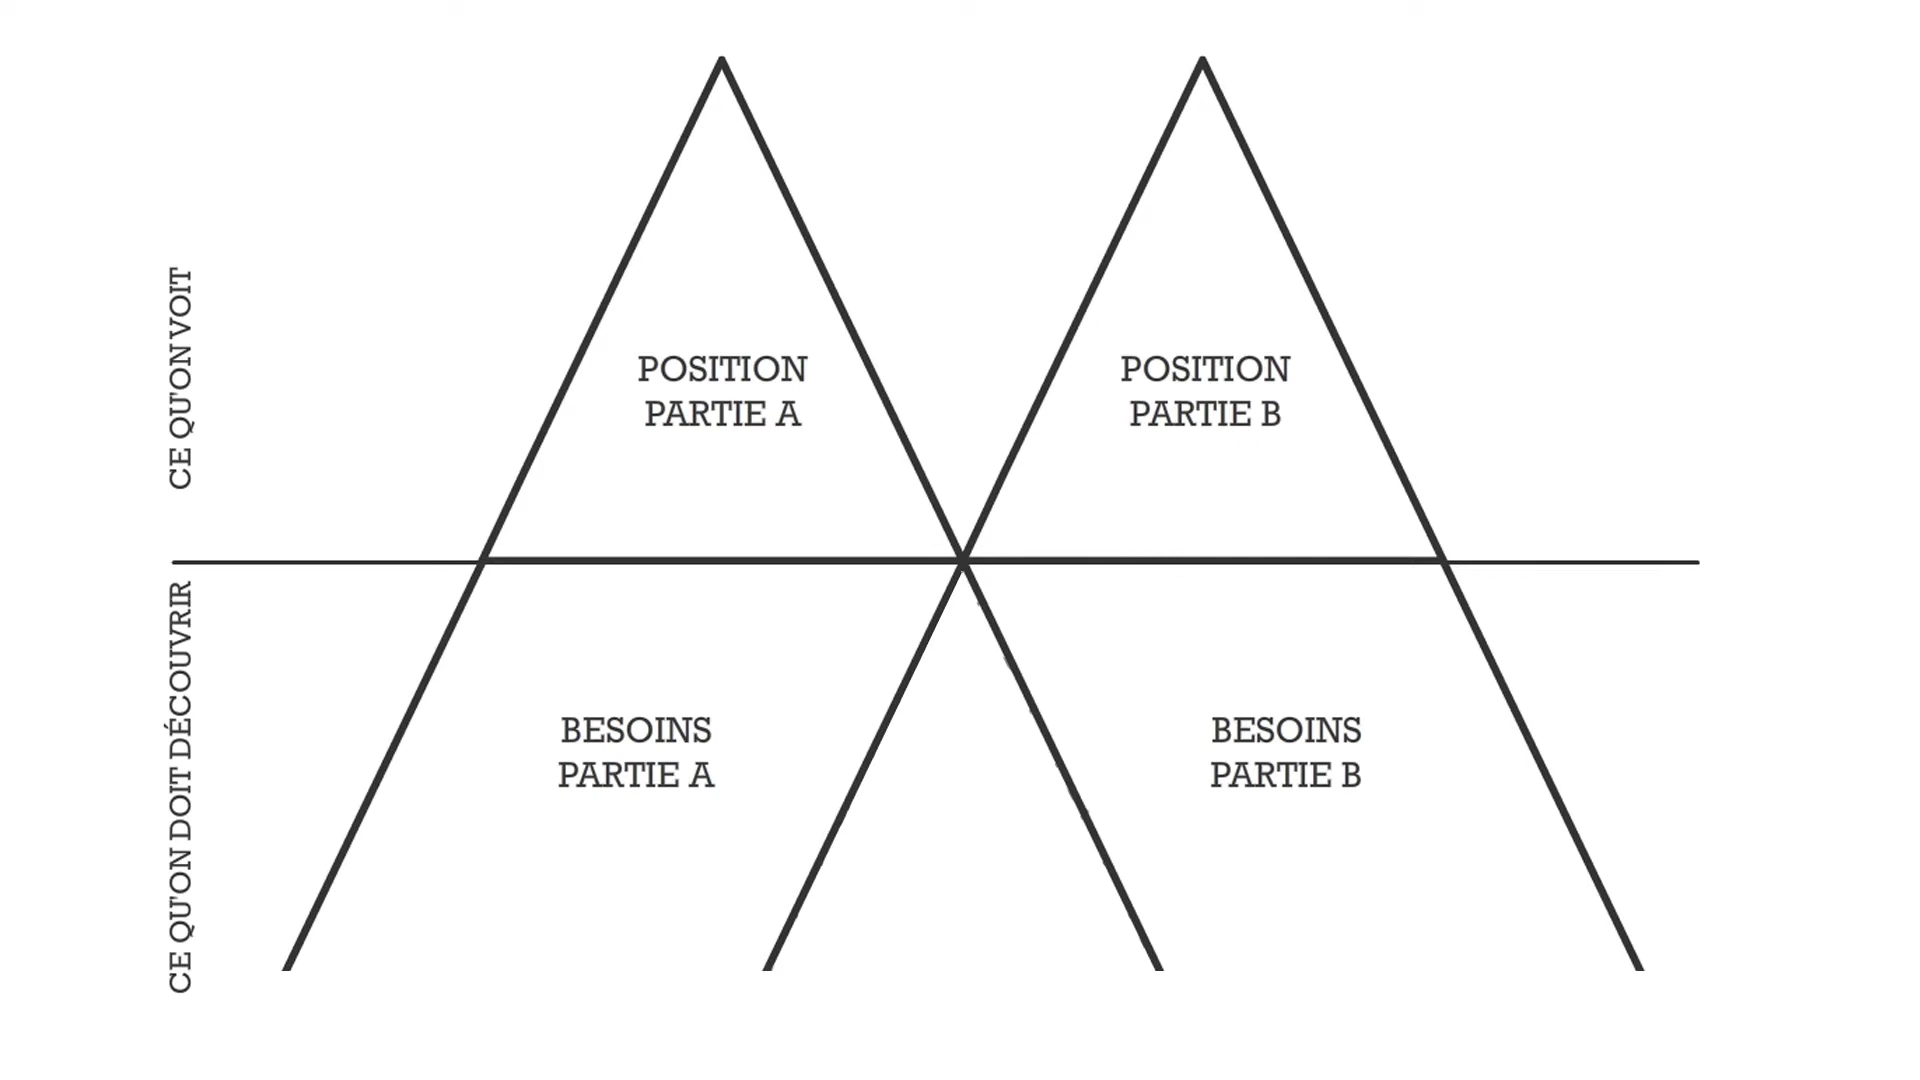 CE QU'ON VOIT
POSITION
PARTIE A
POSITION
PARTIE B
CE QU'ON DOIT DÉCOUVRIR
BESOINS
PARTIE A
BESOINS
PARTIE B